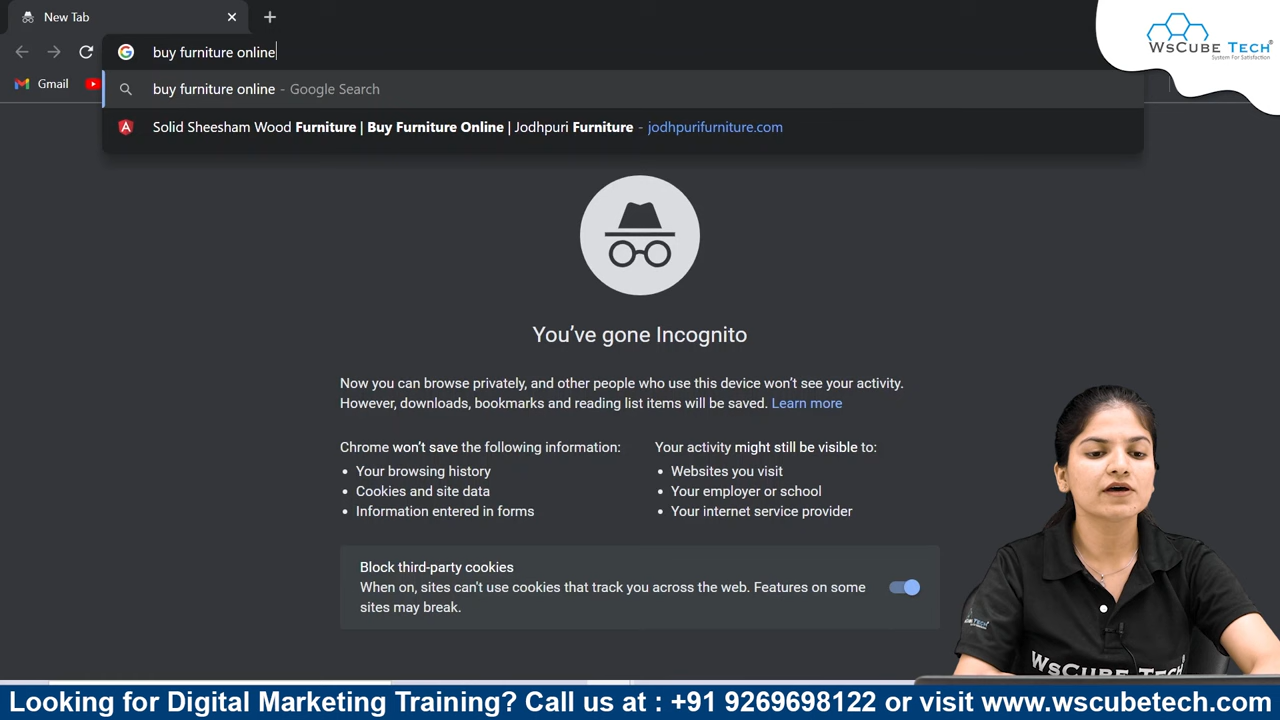 New Tab
WsCube Tech
System For Satisfaction
buy furniture online
Gmail
buy furniture online - Google Search
Solid Sheesham Wood Furniture | Buy Furniture Online | Jodhpuri Furniture - jodhpurifurniture.com
You've gone Incognito
Now you can browse privately, and other people who use this device won't see your activity.
However, downloads, bookmarks and reading list items will be saved. Learn more
Chrome won't save the following information:
• Your browsing history
• Cookies and site data
• Information entered in forms
Your activity might still be visible to:
• Websites you visit
• Your employer or school
• Your internet service provider
Block third-party cookies
When on, sites can't use cookies that track you across the web. Features on some
sites may break.
WsCube Tech
Looking for Digital Marketing Training? Call us at : +91 9269698122 or visit www.wscubetech.com